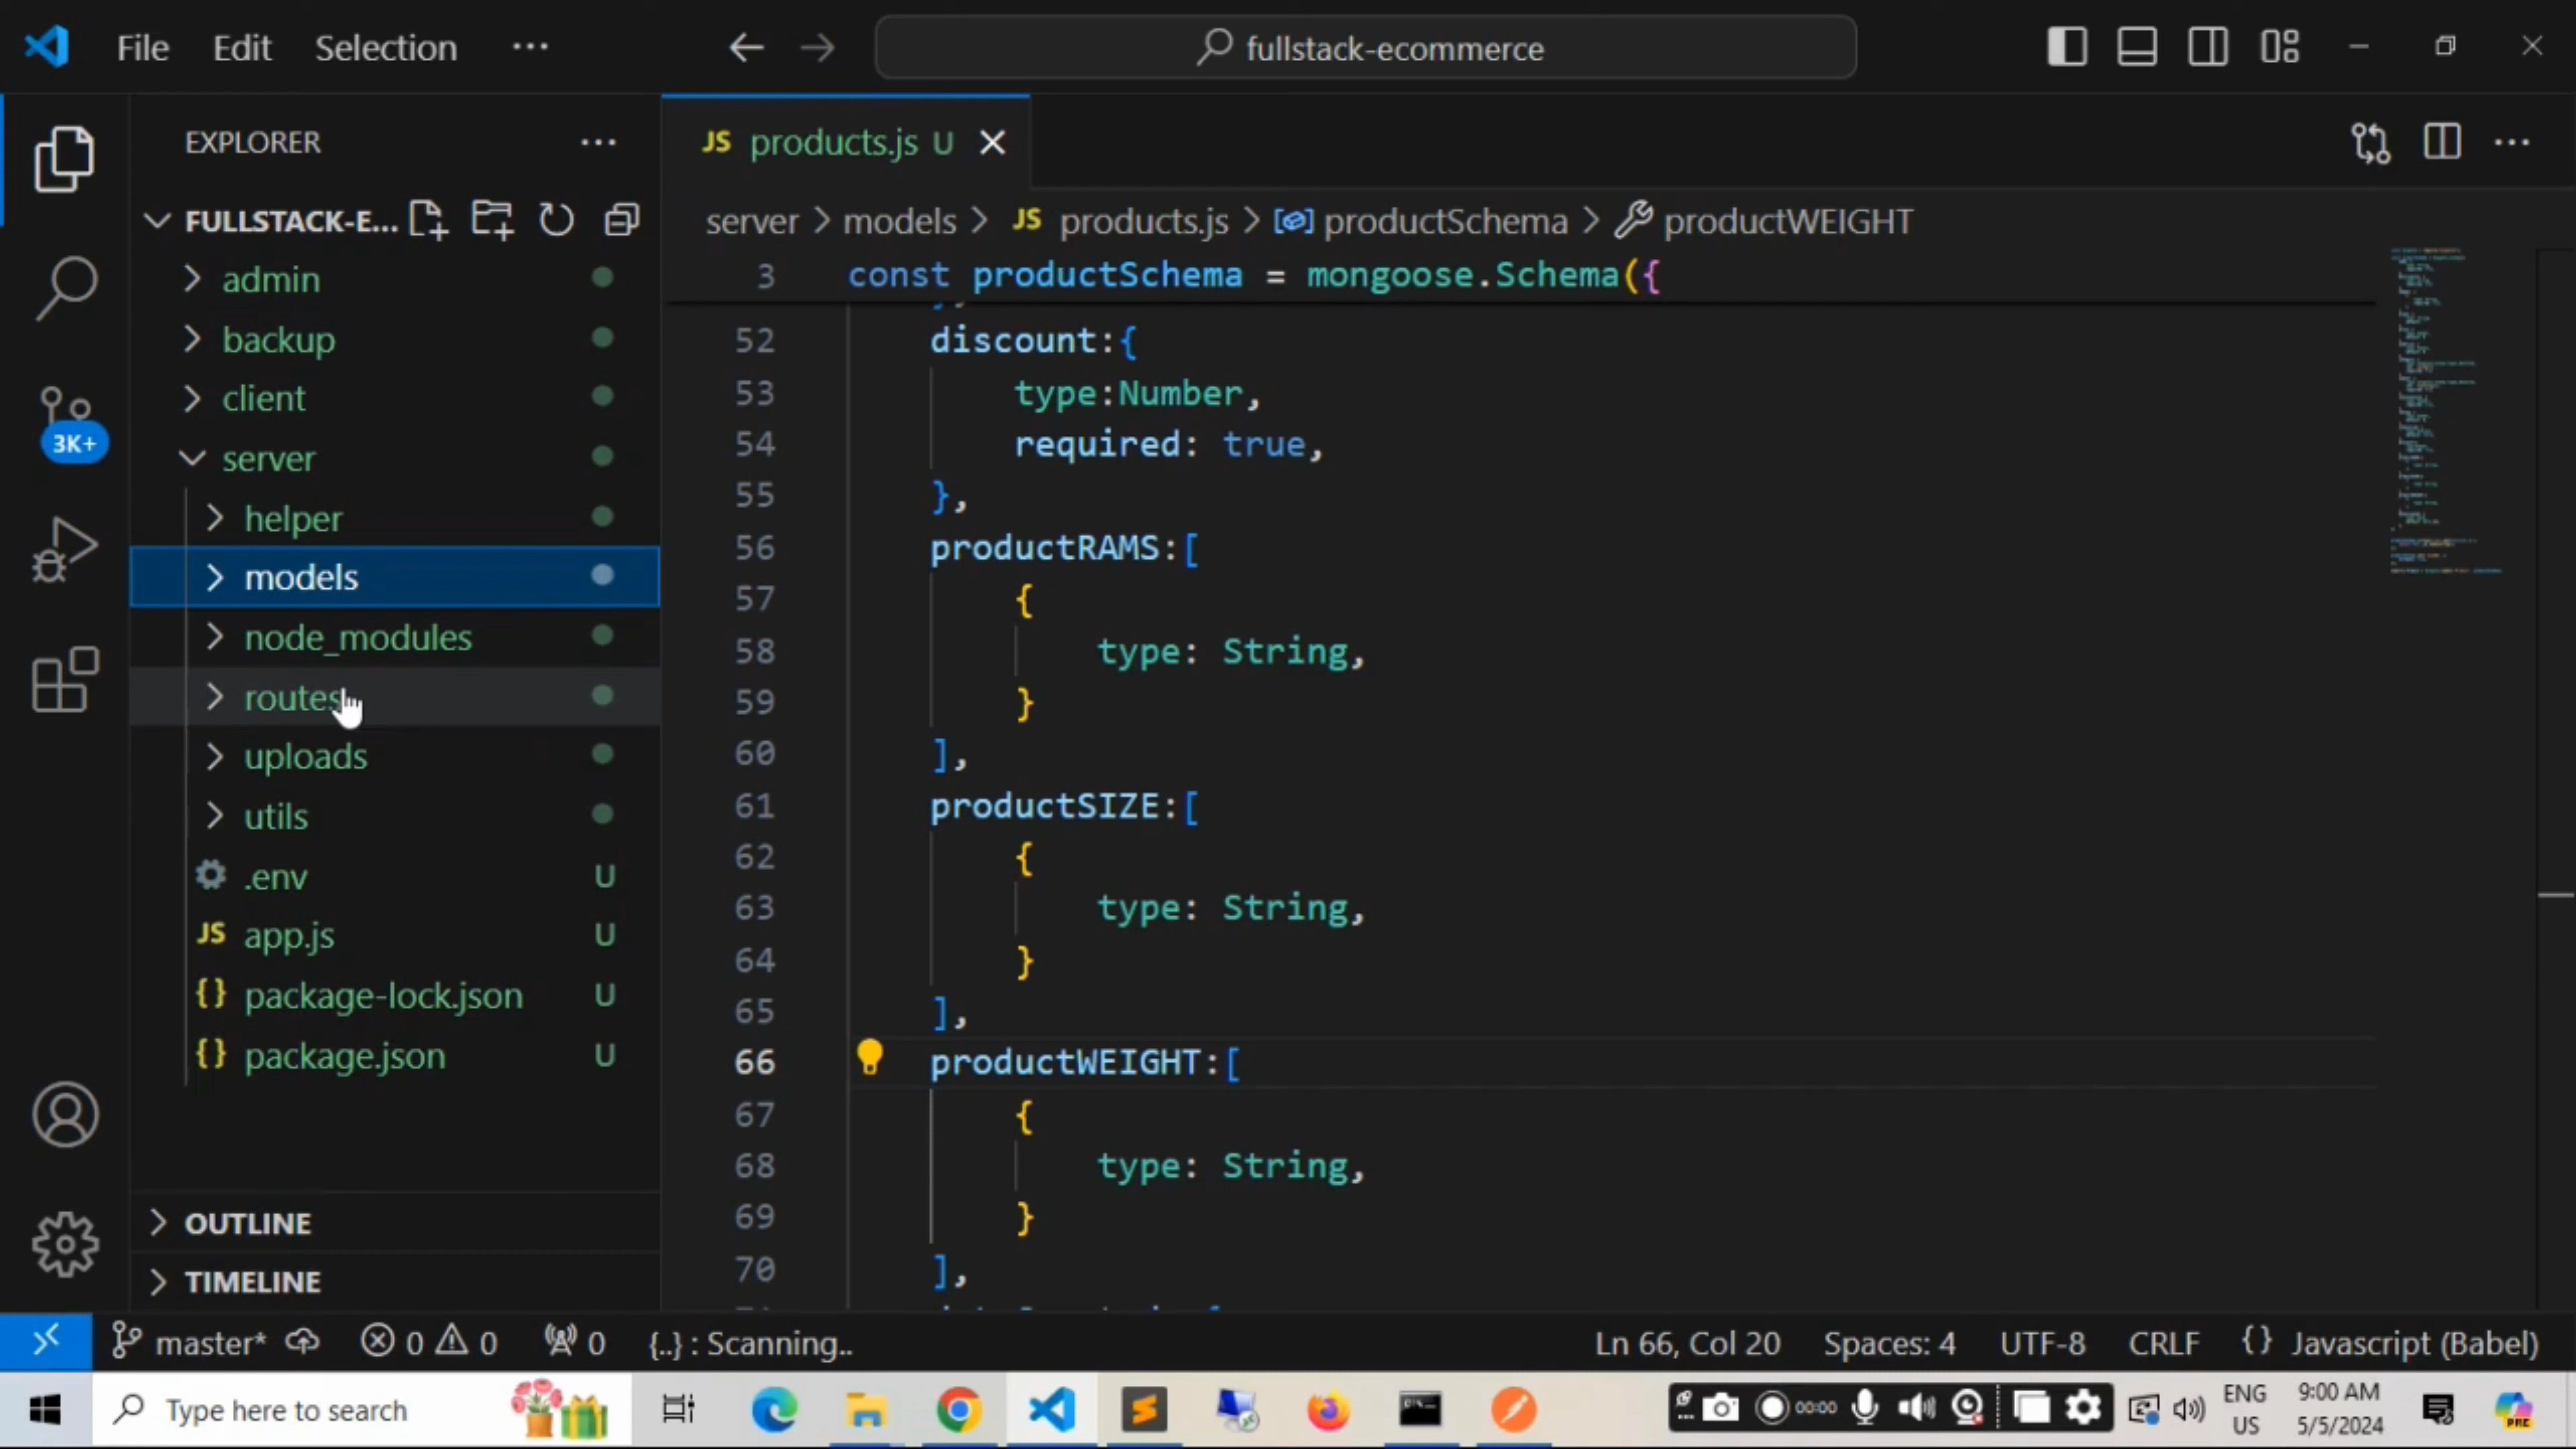 File Edit Selection ···
fullstack-ecommerce
EXPLORER ···
FULLSTACK-E...
admin
backup
client
server
helper
models
node_modules
routes
uploads
utils
.env U
JS app.js U
{} package-lock.json U
{} package.json U
OUTLINE
TIMELINE
3K+
JS products.js U
server > models > JS products.js > productSchema > productWEIGHT
3 const productSchema = mongoose.Schema({
52 discount:{
53 type:Number,
54 required: true,
55 },
56 productRAMS:[
57 {
58 type: String,
59 }
60 ],
61 productSIZE:[
62 {
63 type: String,
64 }
65 ],
66 productWEIGHT:[
67 {
68 type: String,
69 }
70 ],
master* 0 0 0 {..} : Scanning.. Ln 66, Col 20 Spaces: 4 UTF-8 CRLF {} Javascript (Babel)
Type here to search
00:00
ENG
US
9:00 AM
5/5/2024
PRE